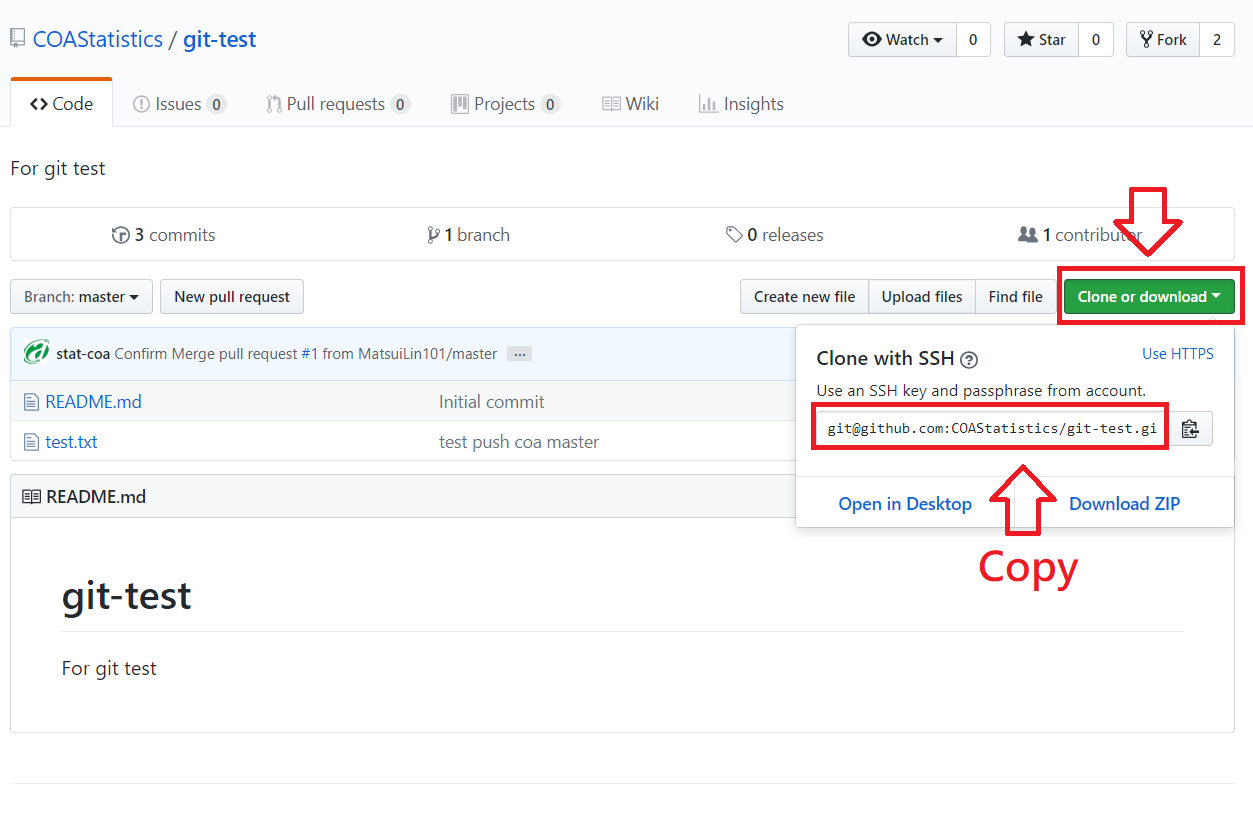 COAStatistics / git-test
Watch 0 Star 0 Fork 2
Code Issues 0 Pull requests 0 Projects 0 Wiki Insights
For git test
3 commits 1 branch 0 releases 1 contributor
Branch: master New pull request Create new file Upload files Find file Clone or download
stat-coa Confirm Merge pull request #1 from MatsuiLin101/master ...
README.md Initial commit
test.txt test push coa master
Clone with SSH ?
Use HTTPS
Use an SSH key and passphrase from account.
git@github.com:COAStatistics/git-test.gi
Open in Desktop Download ZIP
Copy
README.md
git-test
For git test